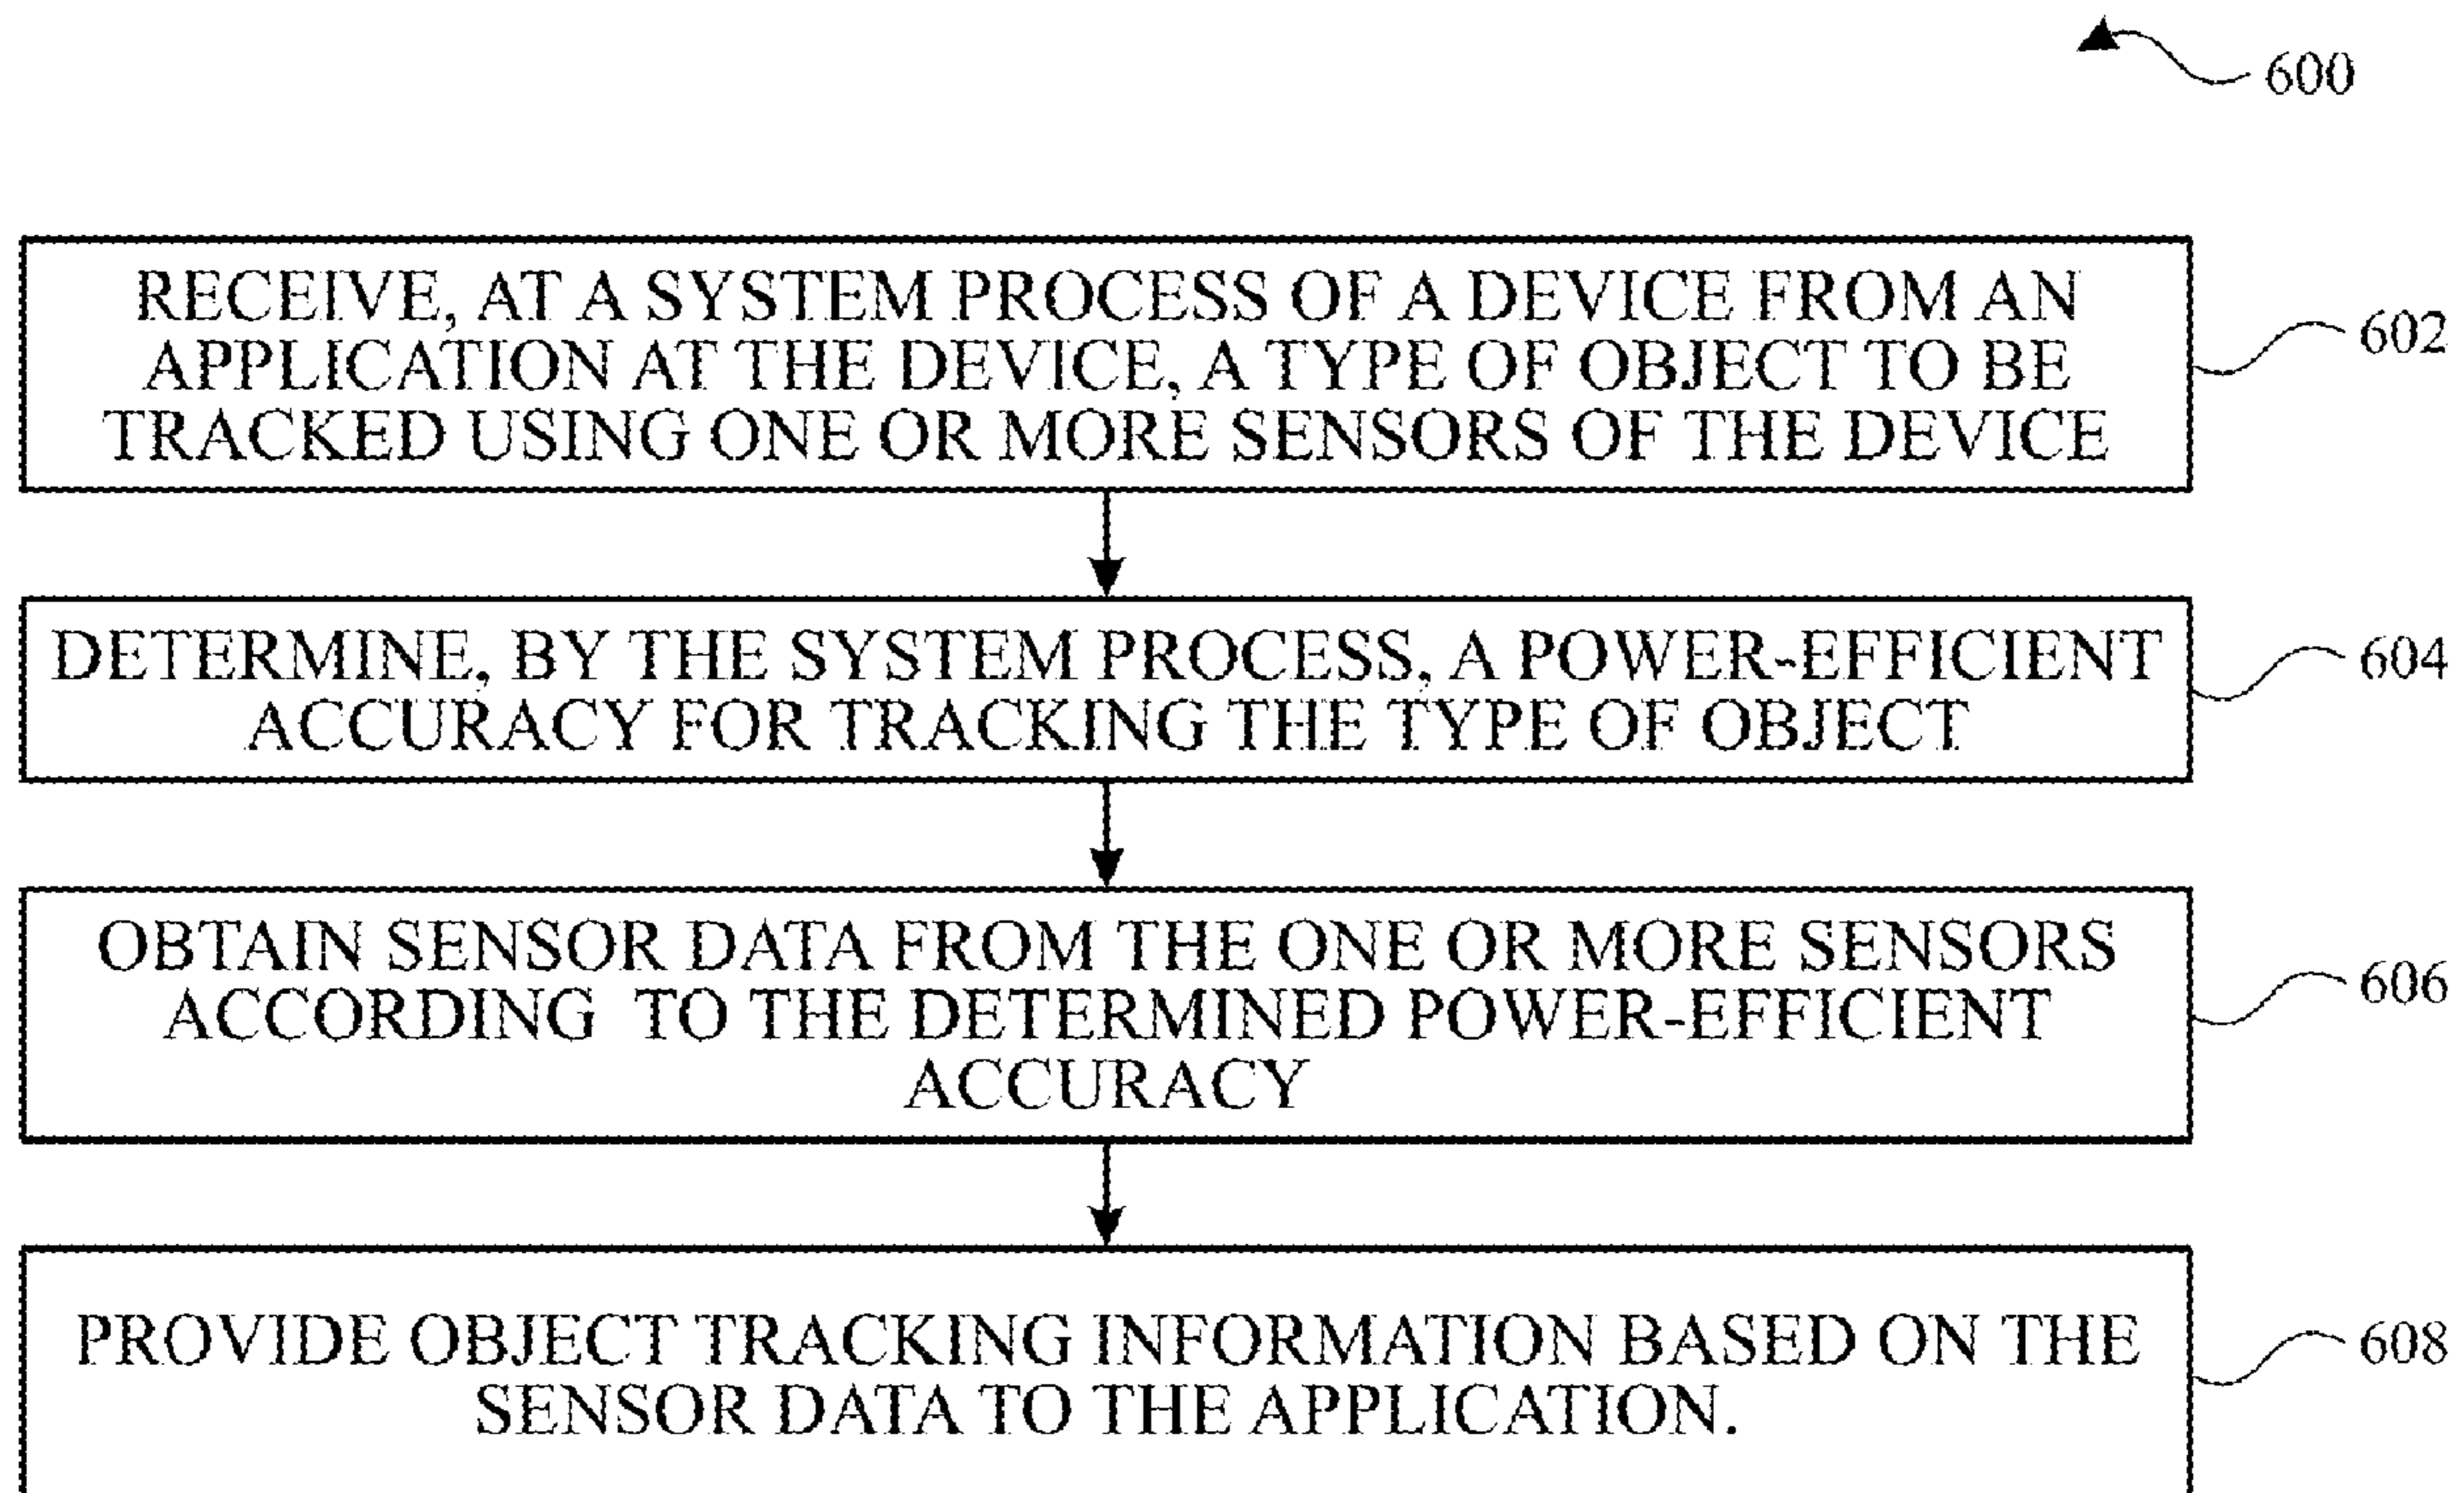 600
RECEIVE, AT A SYSTEM PROCESS OF A DEVICE FROM AN
APPLICATION AT THE DEVICE, A TYPE OF OBJECT TO BE
TRACKED USING ONE OR MORE SENSORS OF THE DEVICE
602
DETERMINE, BY THE SYSTEM PROCESS, A POWER-EFFICIENT
ACCURACY FOR TRACKING THE TYPE OF OBJECT
604
OBTAIN SENSOR DATA FROM THE ONE OR MORE SENSORS
ACCORDING TO THE DETERMINED POWER-EFFICIENT
ACCURACY
606
PROVIDE OBJECT TRACKING INFORMATION BASED ON THE
SENSOR DATA TO THE APPLICATION.
608